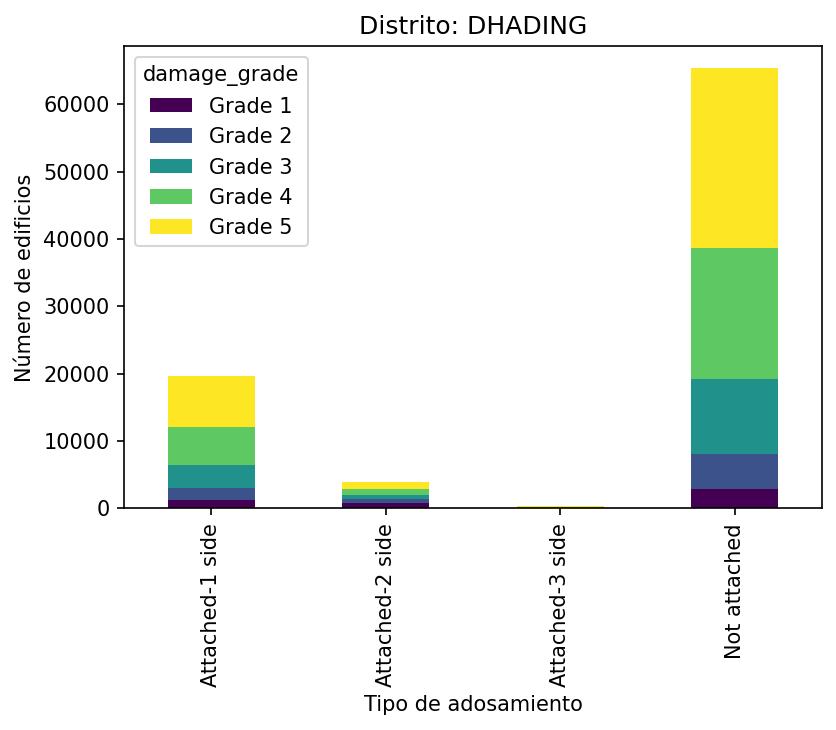 Distrito: DHADING
damage_grade
Grade 1
Grade 2
Grade 3
Grade 4
Grade 5
Número de edificios
60000
50000
40000
30000
20000
10000
0
Attached-1 side
Attached-2 side
Attached-3 side
Not attached
Tipo de adosamiento